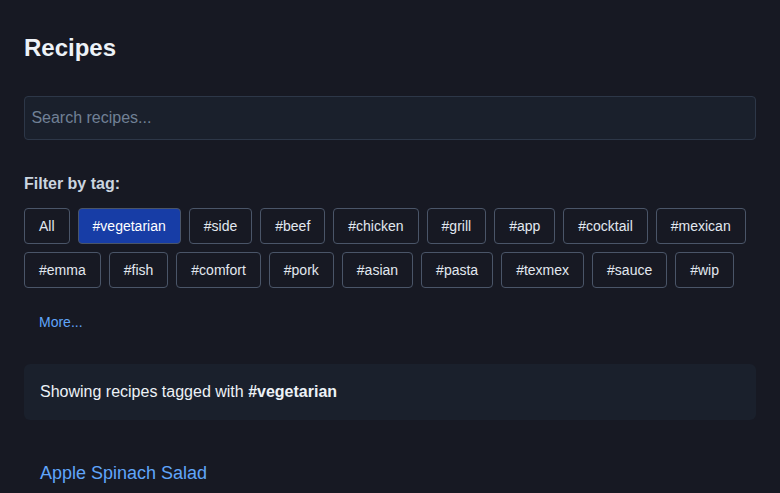 Recipes
Search recipes...
Filter by tag:
All #vegetarian #side #beef #chicken #grill #app #cocktail #mexican
#emma #fish #comfort #pork #asian #pasta #texmex #sauce #wip
More...
Showing recipes tagged with #vegetarian
Apple Spinach Salad